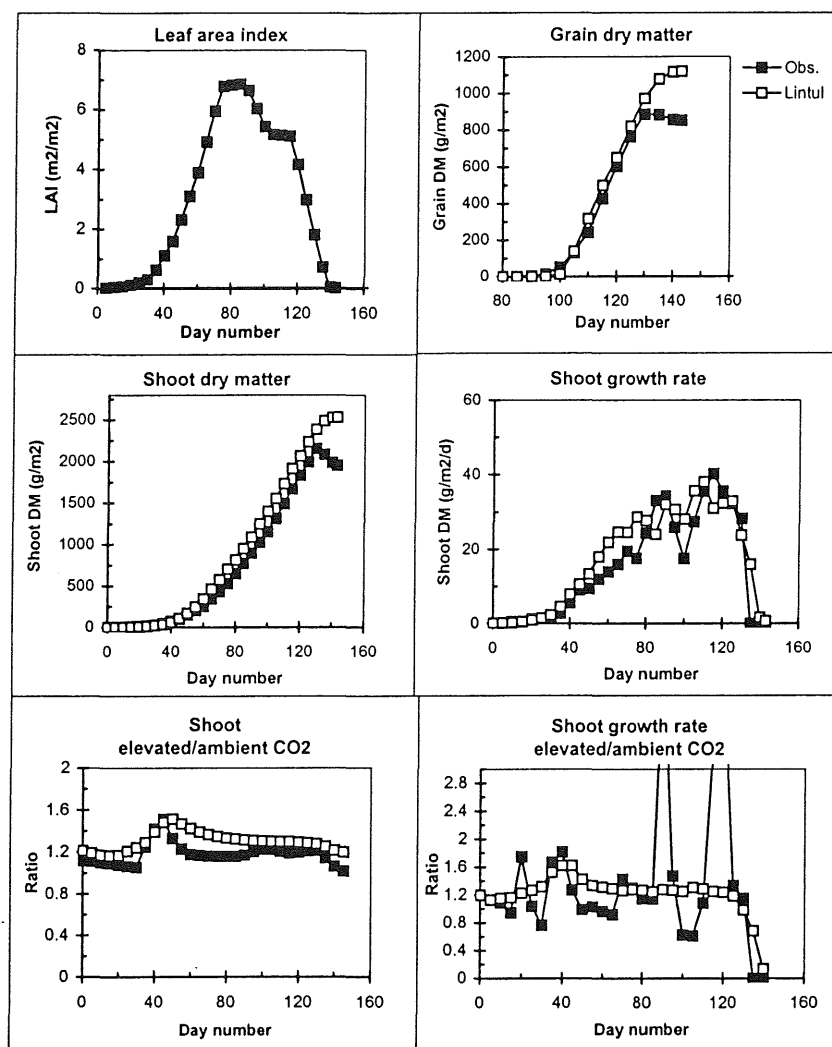 Leaf area index
8
6
4
2
0
LAI (m2/m2)
0 40 80 120 160
Day number
Grain dry matter
1200
1000
800
600
400
200
0
Grain DM (g/m2)
80 100 120 140 160
Day number
Obs.
Lintul
Shoot dry matter
2500
2000
1500
1000
500
0
Shoot DM (g/m2)
0 40 80 120 160
Day number
Shoot growth rate
60
40
20
0
Shoot DM (g/m2/d)
0 40 80 120 160
Day number
Shoot
elevated/ambient CO2
2
1.6
1.2
0.8
0.4
0
Ratio
0 40 80 120 160
Day number
Shoot growth rate
elevated/ambient CO2
2.8
2.4
2
1.6
1.2
0.8
0.4
0
Ratio
0 40 80 120 160
Day number